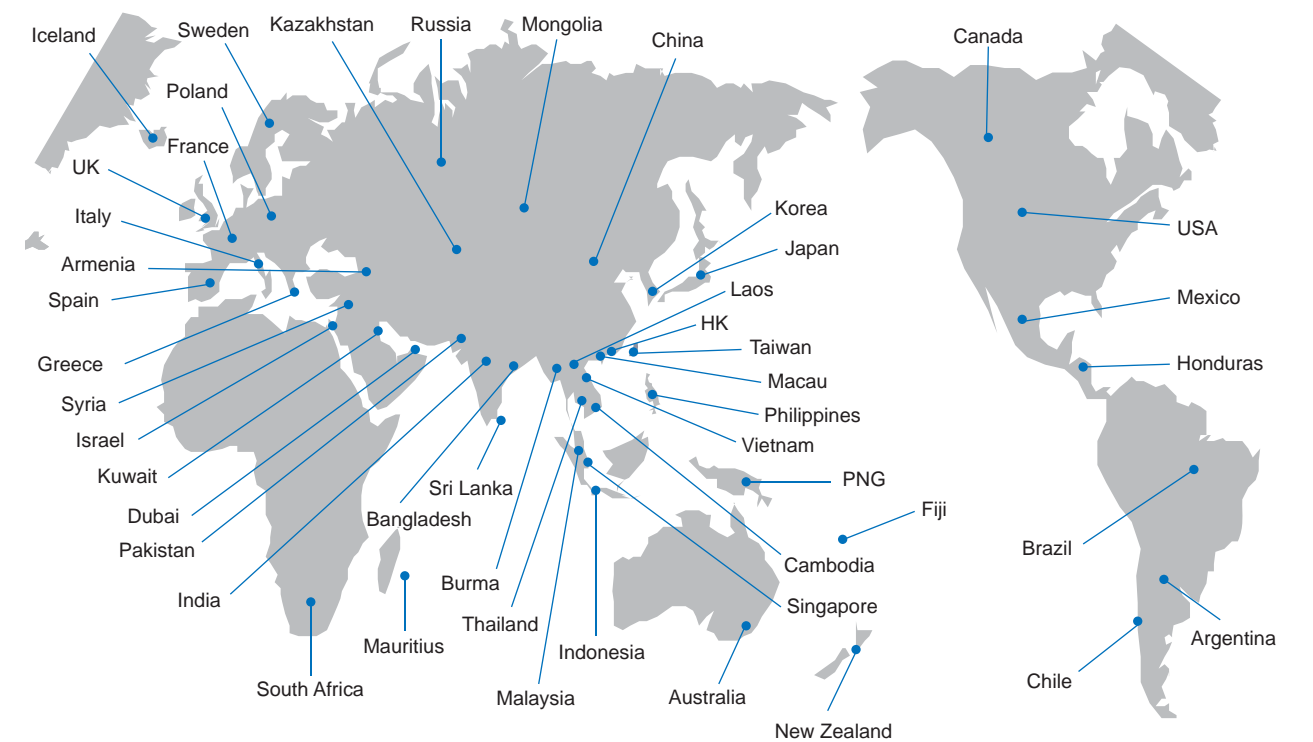 Iceland
Sweden
Kazakhstan
Russia
Mongolia
China
Canada
Poland
France
UK
Italy
Armenia
Spain
Korea
Japan
USA
Laos
Mexico
HK
Taiwan
Greece
Honduras
Macau
Syria
Philippines
Israel
Vietnam
Kuwait
Sri Lanka
PNG
Dubai
Bangladesh
Fiji
Pakistan
Brazil
Burma
Cambodia
India
Singapore
Thailand
Mauritius
Indonesia
Argentina
South Africa
Malaysia
Australia
Chile
New Zealand